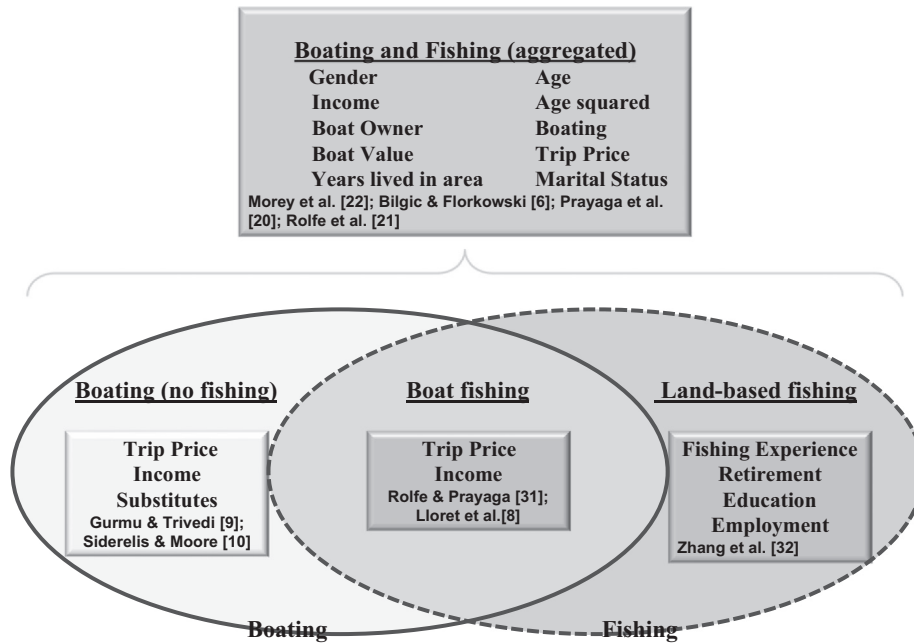 Boating and Fishing (aggregated)
Gender Age
Income Age squared
Boat Owner Boating
Boat Value Trip Price
Years lived in area Marital Status
Morey et al. [22]; Bilgic & Florkowski [6]; Prayaga et al.
[20]; Rolfe et al. [21]
Boating (no fishing)
Trip Price
Income
Substitutes
Gurmu & Trivedi [9];
Siderelis & Moore [10]
Boat fishing
Trip Price
Income
Rolfe & Prayaga [31];
Lloret et al.[8]
Land-based fishing
Fishing Experience
Retirement
Education
Employment
Zhang et al. [32]
Boating
Fishing